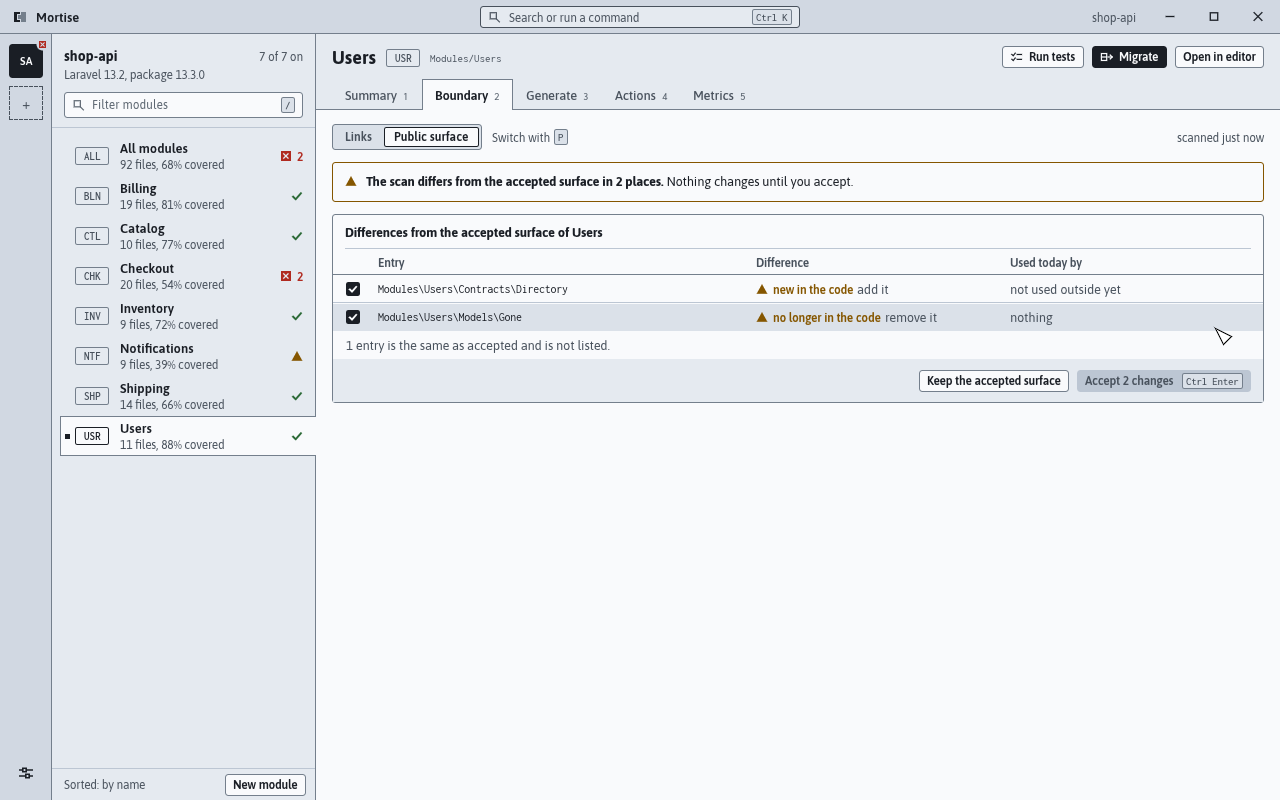 Mortise
Search or run a command Ctrl K
shop-api
SA
shop-api 7 of 7 on
Laravel 13.2, package 13.3.0
Filter modules /
+
ALL All modules 2
92 files, 68% covered
BLN Billing
19 files, 81% covered
CTL Catalog
10 files, 77% covered
CHK Checkout 2
20 files, 54% covered
INV Inventory
9 files, 72% covered
NTF Notifications
9 files, 39% covered
SHP Shipping
14 files, 66% covered
USR Users
11 files, 88% covered
Sorted: by name New module
Users USR Modules/Users
Run tests Migrate Open in editor
Summary 1 Boundary 2 Generate 3 Actions 4 Metrics 5
Links Public surface Switch with P scanned just now
The scan differs from the accepted surface in 2 places. Nothing changes until you accept.
Differences from the accepted surface of Users
Entry Difference Used today by
Modules\Users\Contracts\Directory new in the code add it not used outside yet
Modules\Users\Models\Gone no longer in the code remove it nothing
1 entry is the same as accepted and is not listed.
Keep the accepted surface Accept 2 changes Ctrl Enter